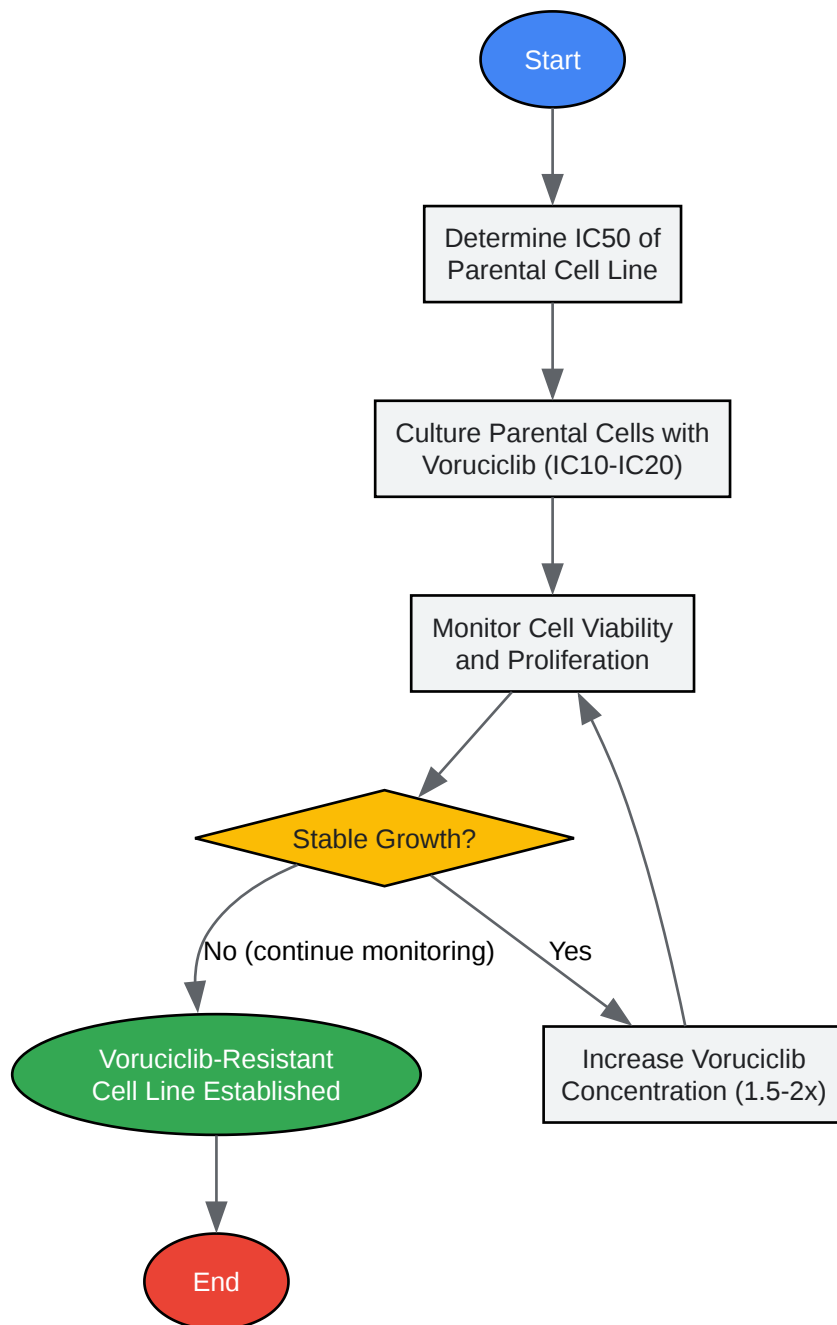 Start
Determine IC50 of
Parental Cell Line
Culture Parental Cells with
Voruciclib (IC10-IC20)
Monitor Cell Viability
and Proliferation
Stable Growth?
No (continue monitoring)
Yes
Voruciclib-Resistant
Cell Line Established
Increase Voruciclib
Concentration (1.5-2x)
End